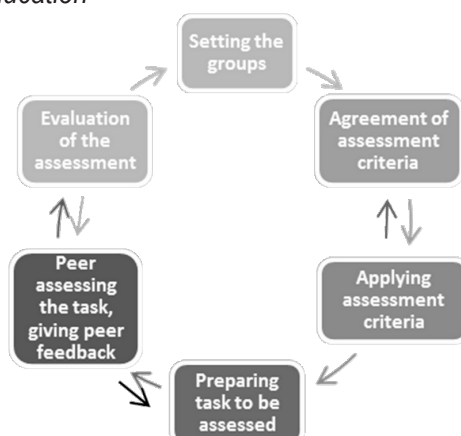 Setting the
groups
Agreement of
assessment
criteria
Applying
assessment
criteria
Preparing
task to be
assessed
Peer
assessing
the task,
giving peer
feedback
Evaluation
of the
assessment